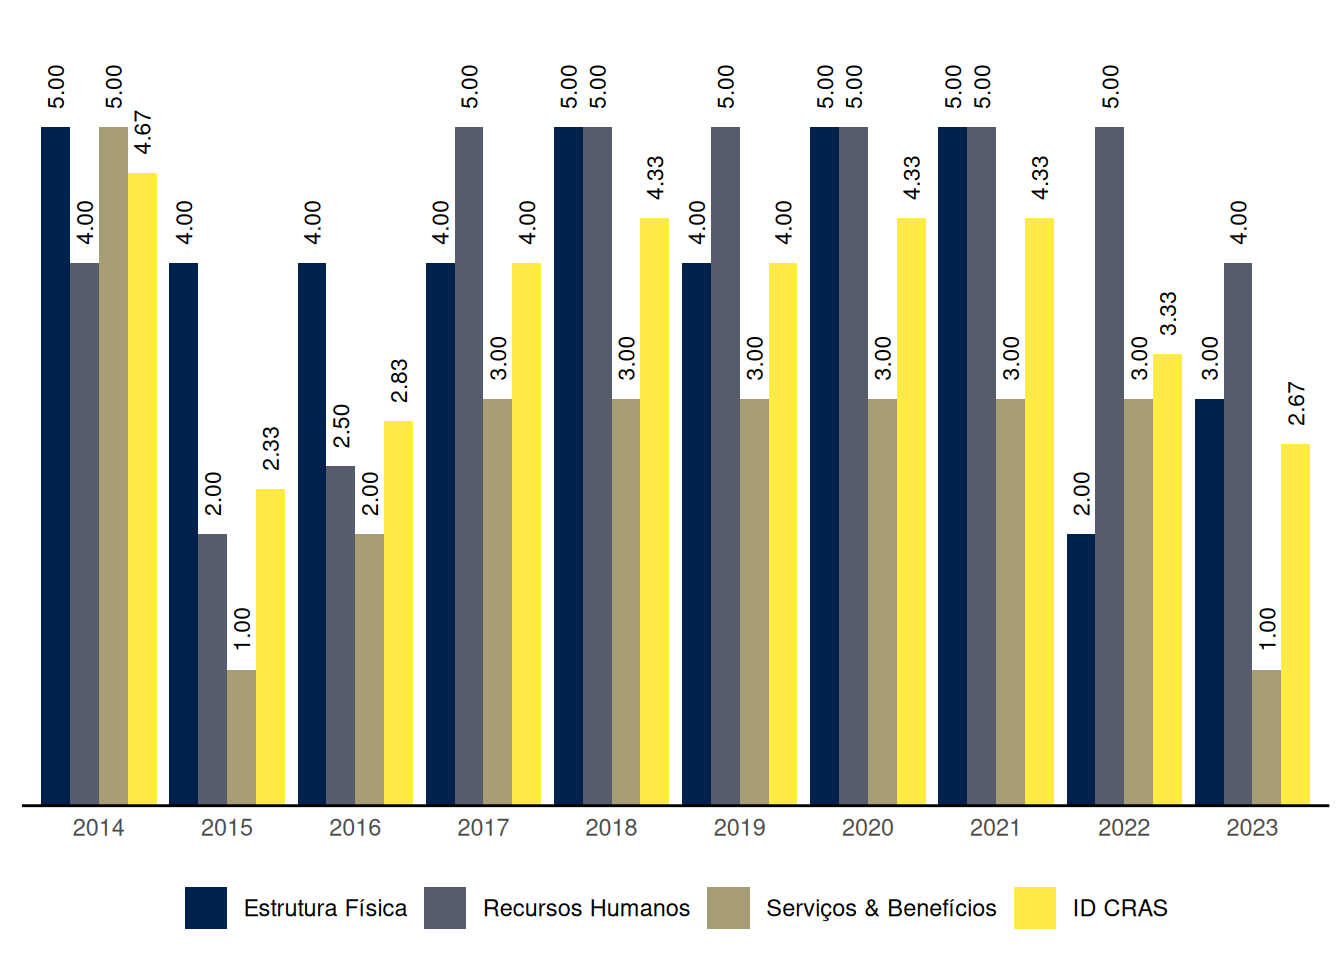 5.00 4.00 5.00 4.67 4.00 2.00 1.00 2.33 4.00 2.50 2.00 2.83 4.00 5.00 3.00 4.00 5.00 5.00 3.00 4.33 4.00 5.00 3.00 4.00 5.00 5.00 3.00 4.33 5.00 5.00 3.00 4.33 2.00 5.00 3.00 3.33 3.00 4.00 1.00 2.67
2014 2015 2016 2017 2018 2019 2020 2021 2022 2023
Estrutura Física Recursos Humanos Serviços & Benefícios ID CRAS